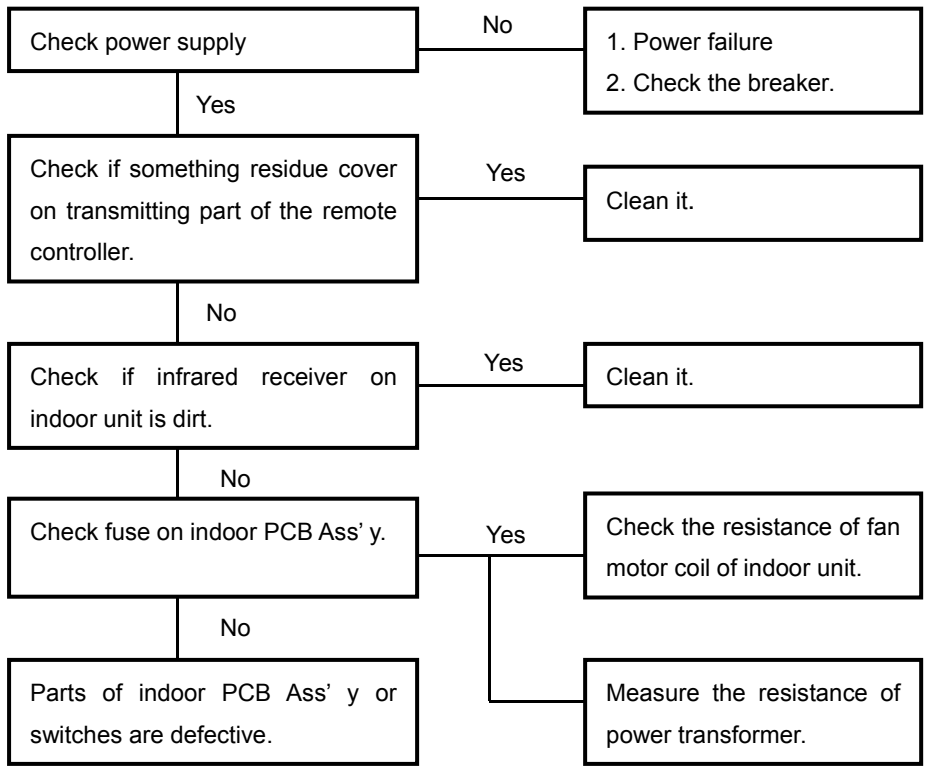 Check power supply
No
1. Power failure
2. Check the breaker.
Yes
Check if something residue cover
on transmitting part of the remote
controller.
Yes
Clean it.
No
Check if infrared receiver on
indoor unit is dirt.
Yes
Clean it.
No
Check fuse on indoor PCB Ass' y.
Yes
Check the resistance of fan
motor coil of indoor unit.
No
Parts of indoor PCB Ass' y or
switches are defective.
Measure the resistance of
power transformer.